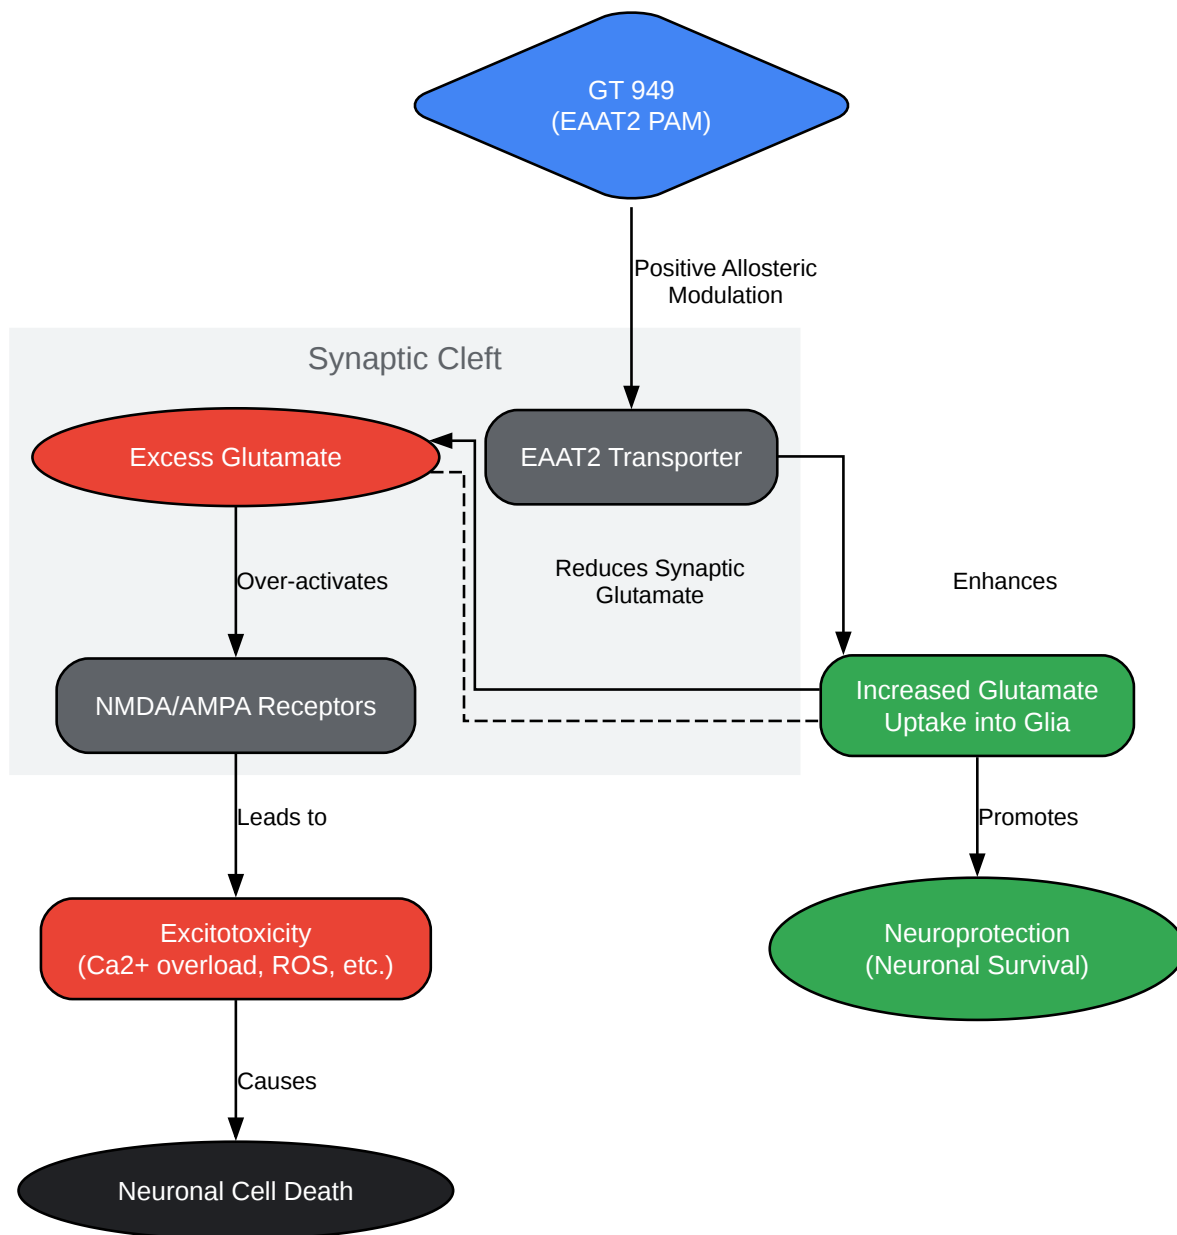 GT 949
(EAAT2 PAM)
Positive Allosteric
Modulation
Synaptic Cleft
Excess Glutamate
EAAT2 Transporter
Over-activates
Reduces Synaptic
Glutamate
Enhances
NMDA/AMPA Receptors
Increased Glutamate
Uptake into Glia
Leads to
Promotes
Excitotoxicity
(Ca2+ overload, ROS, etc.)
Neuroprotection
(Neuronal Survival)
Causes
Neuronal Cell Death